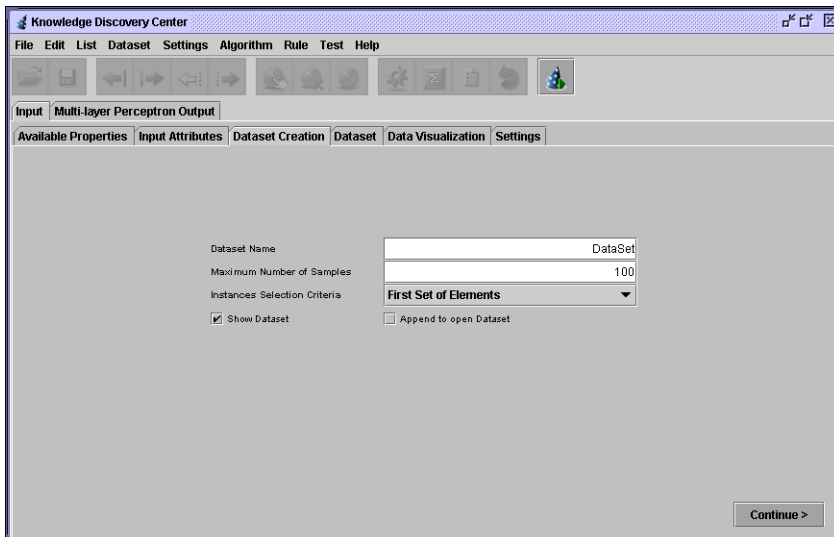 Knowledge Discovery Center
File Edit List Dataset Settings Algorithm Rule Test Help
Input Multi-layer Perceptron Output
Available Properties Input Attributes Dataset Creation Dataset Data Visualization Settings
Dataset Name DataSet
Maximum Number of Samples 100
Instances Selection Criteria First Set of Elements
Show Dataset Append to open Dataset
Continue >